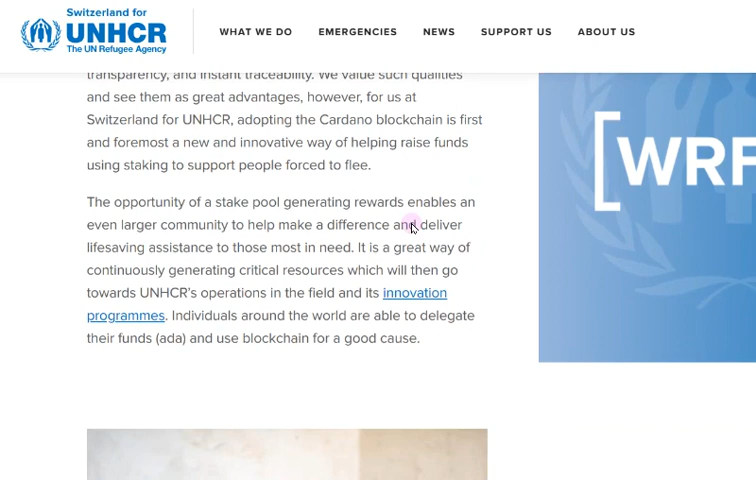 Switzerland for
UNHCR
The UN Refugee Agency
WHAT WE DO EMERGENCIES NEWS SUPPORT US ABOUT US
transparency, and instant traceability. We value such qualities
and see them as great advantages, however, for us at
Switzerland for UNHCR, adopting the Cardano blockchain is first
and foremost a new and innovative way of helping raise funds
using staking to support people forced to flee.
The opportunity of a stake pool generating rewards enables an
even larger community to help make a difference and deliver
lifesaving assistance to those most in need. It is a great way of
continuously generating critical resources which will then go
towards UNHCR's operations in the field and its innovation
programmes. Individuals around the world are able to delegate
their funds (ada) and use blockchain for a good cause.
[WRF